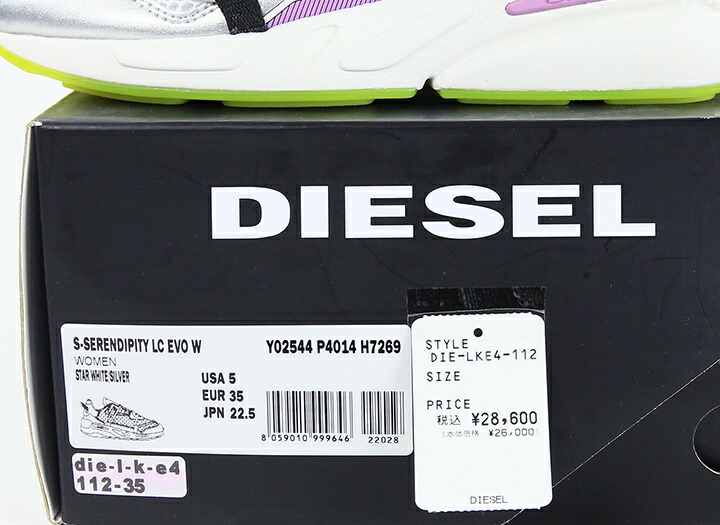 DIESEL
S-SERENDIPITY LC EVO W
Y02544 P4014 H7269
WOMEN
STAR WHITE/SILVER
USA 5
EUR 35
JPN 22.5
8 059010 999646
22028
die-l-k-e4
112-35
STYLE
DIE-LKE4-112
SIZE
PRICE
税込 ¥28,600
(本体価格 ¥26,000)
DIESEL